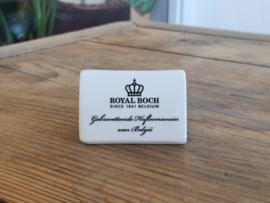 ROYAL BOCH
SINCE 1841 BELGIUM
Gebrevetteerde Hofleverancier
van België